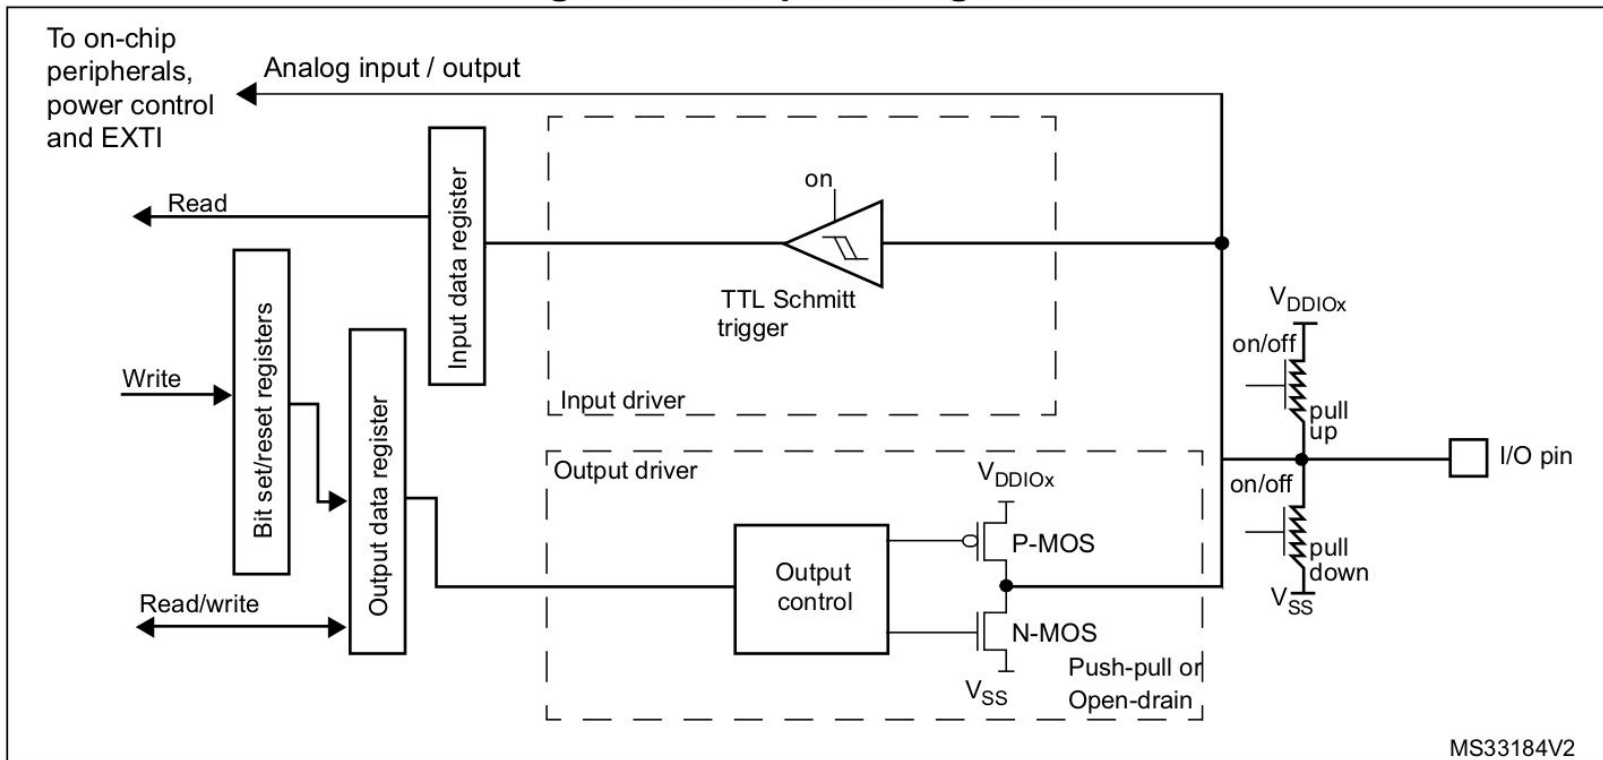 To on-chip
peripherals,
power control
and EXTI
Analog input / output
on
Read
Input data register
TTL Schmitt
trigger
Input driver
Write
Bit set/reset registers
Output data register
Read/write
Output driver
VDDIOx
Output
control
P-MOS
N-MOS
VSS
Push-pull or
Open-drain
VDDIOx
on/off
pull
up
I/O pin
on/off
pull
down
VSS
MS33184V2